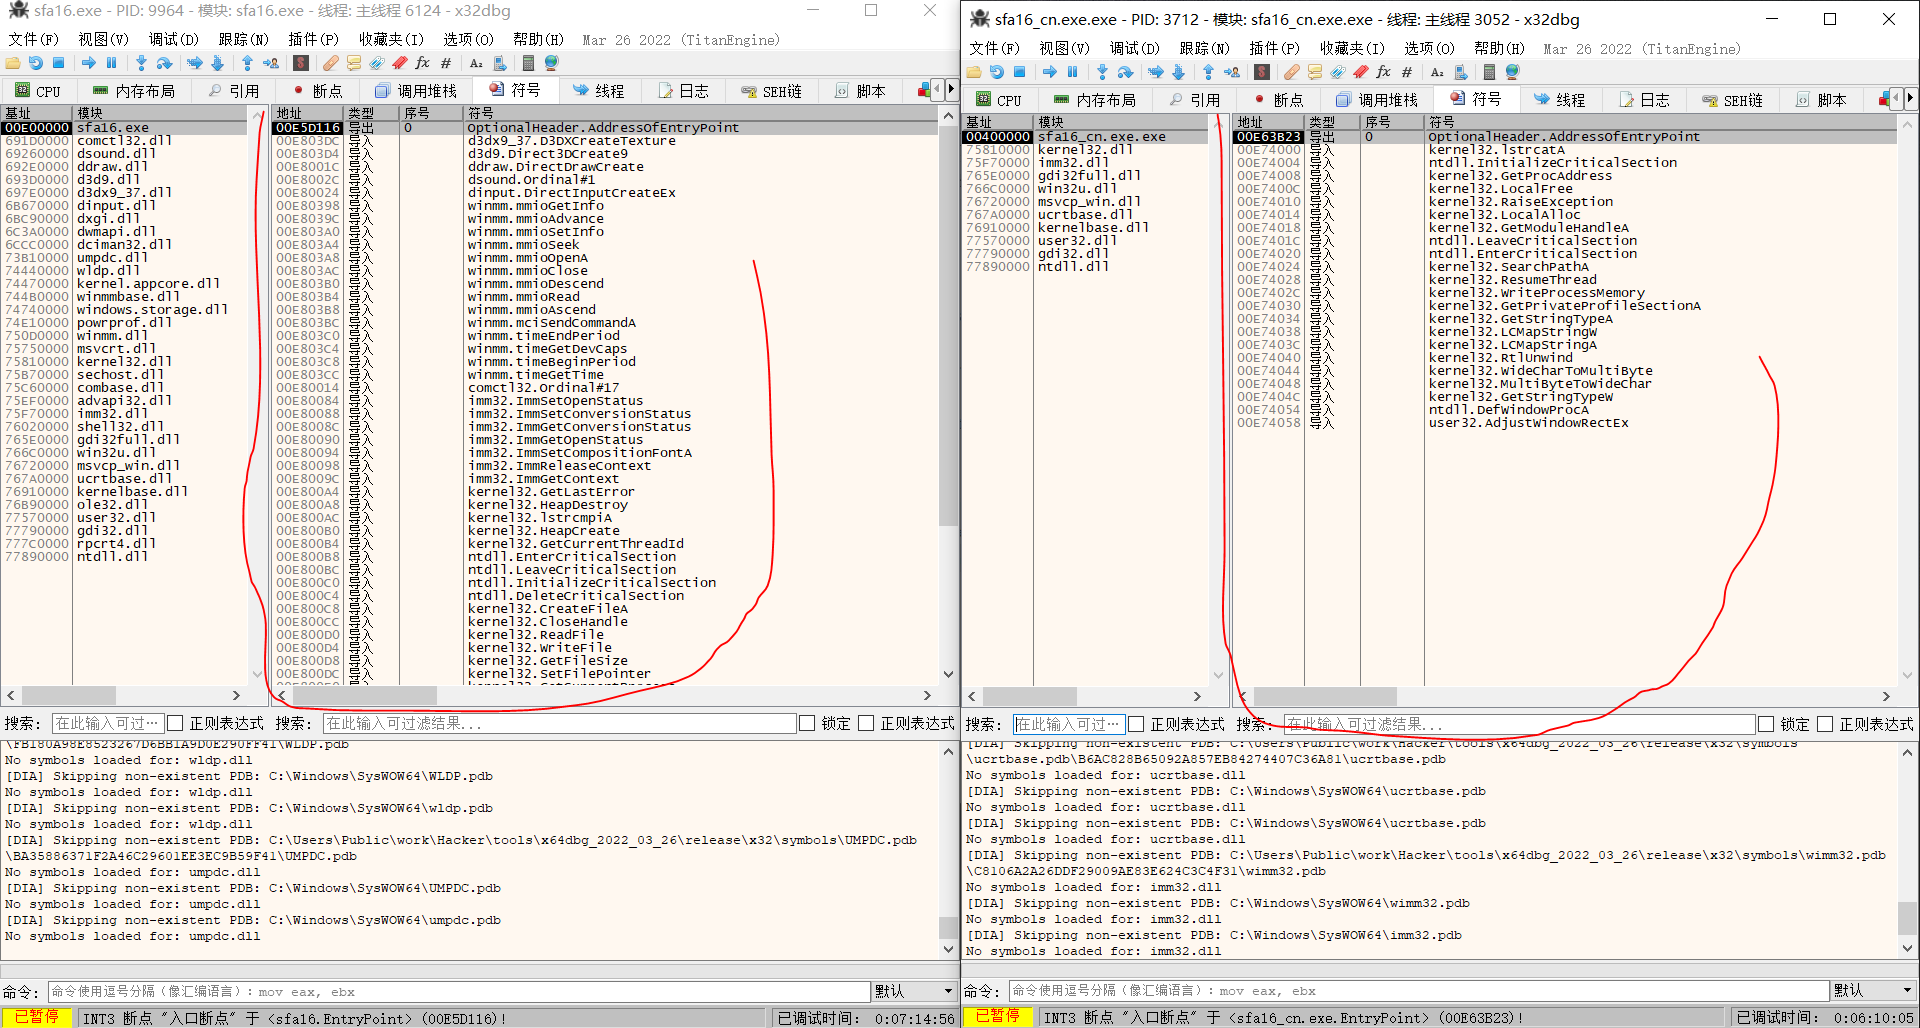 sfa16.exe - PID: 9964 - 模块: sfa16.exe - 线程: 主线程 6124 - x32dbg
文件(F) 视图(V) 调试(D) 跟踪(N) 插件(P) 收藏夹(I) 选项(O) 帮助(H) Mar 26 2022 (TitanEngine)
CPU 内存布局 引用 断点 调用堆栈 符号 线程 日志 SEH链 脚本
基址 模块
00E00000 sfa16.exe
691D0000 comctl32.dll
69260000 dsound.dll
692E0000 ddraw.dll
693D0000 d3d9.dll
697E0000 d3dx9_37.dll
6B670000 dinput.dll
6BC90000 dxgi.dll
6C3A0000 dwmapi.dll
6CCC0000 dciman32.dll
73B10000 umpdc.dll
74440000 wldp.dll
74470000 kernel.appcore.dll
744B0000 winmmbase.dll
74740000 windows.storage.dll
74E10000 powrprof.dll
750D0000 winmm.dll
75750000 msvcrt.dll
75810000 kernel32.dll
75B70000 sechost.dll
75C60000 combase.dll
75EF0000 advapi32.dll
75F70000 imm32.dll
76020000 shell32.dll
765E0000 gdi32full.dll
766C0000 win32u.dll
76720000 msvcp_win.dll
767A0000 ucrtbase.dll
76910000 kernelbase.dll
76B90000 ole32.dll
77570000 user32.dll
77790000 gdi32.dll
777C0000 rpcrt4.dll
77890000 ntdll.dll
地址 类型 序号 符号
00E5D116 导出 0 OptionalHeader.AddressOfEntryPoint
00E803DC 导入 d3dx9_37.D3DXCreateTexture
00E803D4 导入 d3d9.Direct3DCreate9
00E8001C 导入 ddraw.DirectDrawCreate
00E8002C 导入 dsound.Ordinal#1
00E80024 导入 dinput.DirectInputCreateEx
00E80398 导入 winmm.mmioGetInfo
00E8039C 导入 winmm.mmioAdvance
00E803A0 导入 winmm.mmioSetInfo
00E803A4 导入 winmm.mmioSeek
00E803A8 导入 winmm.mmioOpenA
00E803AC 导入 winmm.mmioClose
00E803B0 导入 winmm.mmioDescend
00E803B4 导入 winmm.mmioRead
00E803B8 导入 winmm.mmioAscend
00E803BC 导入 winmm.mciSendCommandA
00E803C0 导入 winmm.timeEndPeriod
00E803C4 导入 winmm.timeGetDevCaps
00E803C8 导入 winmm.timeBeginPeriod
00E803CC 导入 winmm.timeGetTime
00E80014 导入 comctl32.Ordinal#17
00E80084 导入 imm32.ImmSetOpenStatus
00E80088 导入 imm32.ImmSetConversionStatus
00E8008C 导入 imm32.ImmGetConversionStatus
00E80090 导入 imm32.ImmGetOpenStatus
00E80094 导入 imm32.ImmSetCompositionFontA
00E80098 导入 imm32.ImmReleaseContext
00E8009C 导入 imm32.ImmGetContext
00E800A4 导入 kernel32.GetLastError
00E800A8 导入 kernel32.HeapDestroy
00E800AC 导入 kernel32.lstrcmpiA
00E800B0 导入 kernel32.HeapCreate
00E800B4 导入 kernel32.GetCurrentThreadId
00E800B8 导入 ntdll.EnterCriticalSection
00E800BC 导入 ntdll.LeaveCriticalSection
00E800C0 导入 ntdll.InitializeCriticalSection
00E800C4 导入 ntdll.DeleteCriticalSection
00E800C8 导入 kernel32.CreateFileA
00E800CC 导入 kernel32.CloseHandle
00E800D0 导入 kernel32.ReadFile
00E800D4 导入 kernel32.WriteFile
00E800D8 导入 kernel32.GetFileSize
00E800DC 导入 kernel32.SetFilePointer
搜索: 在此输入可过… 正则表达式 搜索: 在此输入可过滤结果... 锁定 正则表达式
\FB180A98E8523267D6BB1A9D0E290FF41\WLDP.pdb
No symbols loaded for: wldp.dll
[DIA] Skipping non-existent PDB: C:\Windows\SysWOW64\WLDP.pdb
No symbols loaded for: wldp.dll
[DIA] Skipping non-existent PDB: C:\Windows\SysWOW64\wldp.pdb
No symbols loaded for: wldp.dll
[DIA] Skipping non-existent PDB: C:\Users\Public\work\Hacker\tools\x64dbg_2022_03_26\release\x32\symbols\UMPDC.pdb
\BA35886371F2A46C29601EE3EC9B59F41\UMPDC.pdb
No symbols loaded for: umpdc.dll
[DIA] Skipping non-existent PDB: C:\Windows\SysWOW64\UMPDC.pdb
No symbols loaded for: umpdc.dll
[DIA] Skipping non-existent PDB: C:\Windows\SysWOW64\umpdc.pdb
No symbols loaded for: umpdc.dll
命令: 命令使用逗号分隔（像汇编语言）: mov eax, ebx 默认
已暂停 INT3 断点 "入口断点" 于 <sfa16.EntryPoint> (00E5D116)! 已调试时间: 0:07:14:56
sfa16_cn.exe.exe - PID: 3712 - 模块: sfa16_cn.exe.exe - 线程: 主线程 3052 - x32dbg
文件(F) 视图(V) 调试(D) 跟踪(N) 插件(P) 收藏夹(I) 选项(O) 帮助(H) Mar 26 2022 (TitanEngine)
CPU 内存布局 引用 断点 调用堆栈 符号 线程 日志 SEH链 脚本
基址 模块
00400000 sfa16_cn.exe.exe
75810000 kernel32.dll
75F70000 imm32.dll
765E0000 gdi32full.dll
766C0000 win32u.dll
76720000 msvcp_win.dll
767A0000 ucrtbase.dll
76910000 kernelbase.dll
77570000 user32.dll
77790000 gdi32.dll
77890000 ntdll.dll
地址 类型 序号 符号
00E63B23 导出 0 OptionalHeader.AddressOfEntryPoint
00E74000 导入 kernel32.lstrcatA
00E74004 导入 ntdll.InitializeCriticalSection
00E74008 导入 kernel32.GetProcAddress
00E7400C 导入 kernel32.LocalFree
00E74010 导入 kernel32.RaiseException
00E74014 导入 kernel32.LocalAlloc
00E74018 导入 kernel32.GetModuleHandleA
00E7401C 导入 ntdll.LeaveCriticalSection
00E74020 导入 ntdll.EnterCriticalSection
00E74024 导入 kernel32.SearchPathA
00E74028 导入 kernel32.ResumeThread
00E7402C 导入 kernel32.WriteProcessMemory
00E74030 导入 kernel32.GetPrivateProfileSectionA
00E74034 导入 kernel32.GetStringTypeA
00E74038 导入 kernel32.LCMapStringW
00E7403C 导入 kernel32.LCMapStringA
00E74040 导入 kernel32.RtlUnwind
00E74044 导入 kernel32.WideCharToMultiByte
00E74048 导入 kernel32.MultiByteToWideChar
00E7404C 导入 kernel32.GetStringTypeW
00E74054 导入 ntdll.DefWindowProcA
00E74058 导入 user32.AdjustWindowRectEx
搜索: 在此输入可过… 正则表达式 搜索: 在此输入可过滤结果... 锁定 正则表达式
[DIA] Skipping non-existent PDB: C:\Users\Public\work\Hacker\tools\x64dbg_2022_03_26\release\x32\symbols
\ucrtbase.pdb\B6AC828B65092A857EB84274407C36A81\ucrtbase.pdb
No symbols loaded for: ucrtbase.dll
[DIA] Skipping non-existent PDB: C:\Windows\SysWOW64\ucrtbase.pdb
No symbols loaded for: ucrtbase.dll
[DIA] Skipping non-existent PDB: C:\Windows\SysWOW64\ucrtbase.pdb
No symbols loaded for: ucrtbase.dll
[DIA] Skipping non-existent PDB: C:\Users\Public\work\Hacker\tools\x64dbg_2022_03_26\release\x32\symbols\wimm32.pdb
\C8106A2A26DDF29009AE83E624C3C4F31\wimm32.pdb
No symbols loaded for: imm32.dll
[DIA] Skipping non-existent PDB: C:\Windows\SysWOW64\wimm32.pdb
No symbols loaded for: imm32.dll
[DIA] Skipping non-existent PDB: C:\Windows\SysWOW64\imm32.pdb
No symbols loaded for: imm32.dll
命令: 命令使用逗号分隔（像汇编语言）: mov eax, ebx 默认
已暂停 INT3 断点 "入口断点" 于 <sfa16_cn.exe.EntryPoint> (00E63B23)! 已调试时间: 0:06:10:05